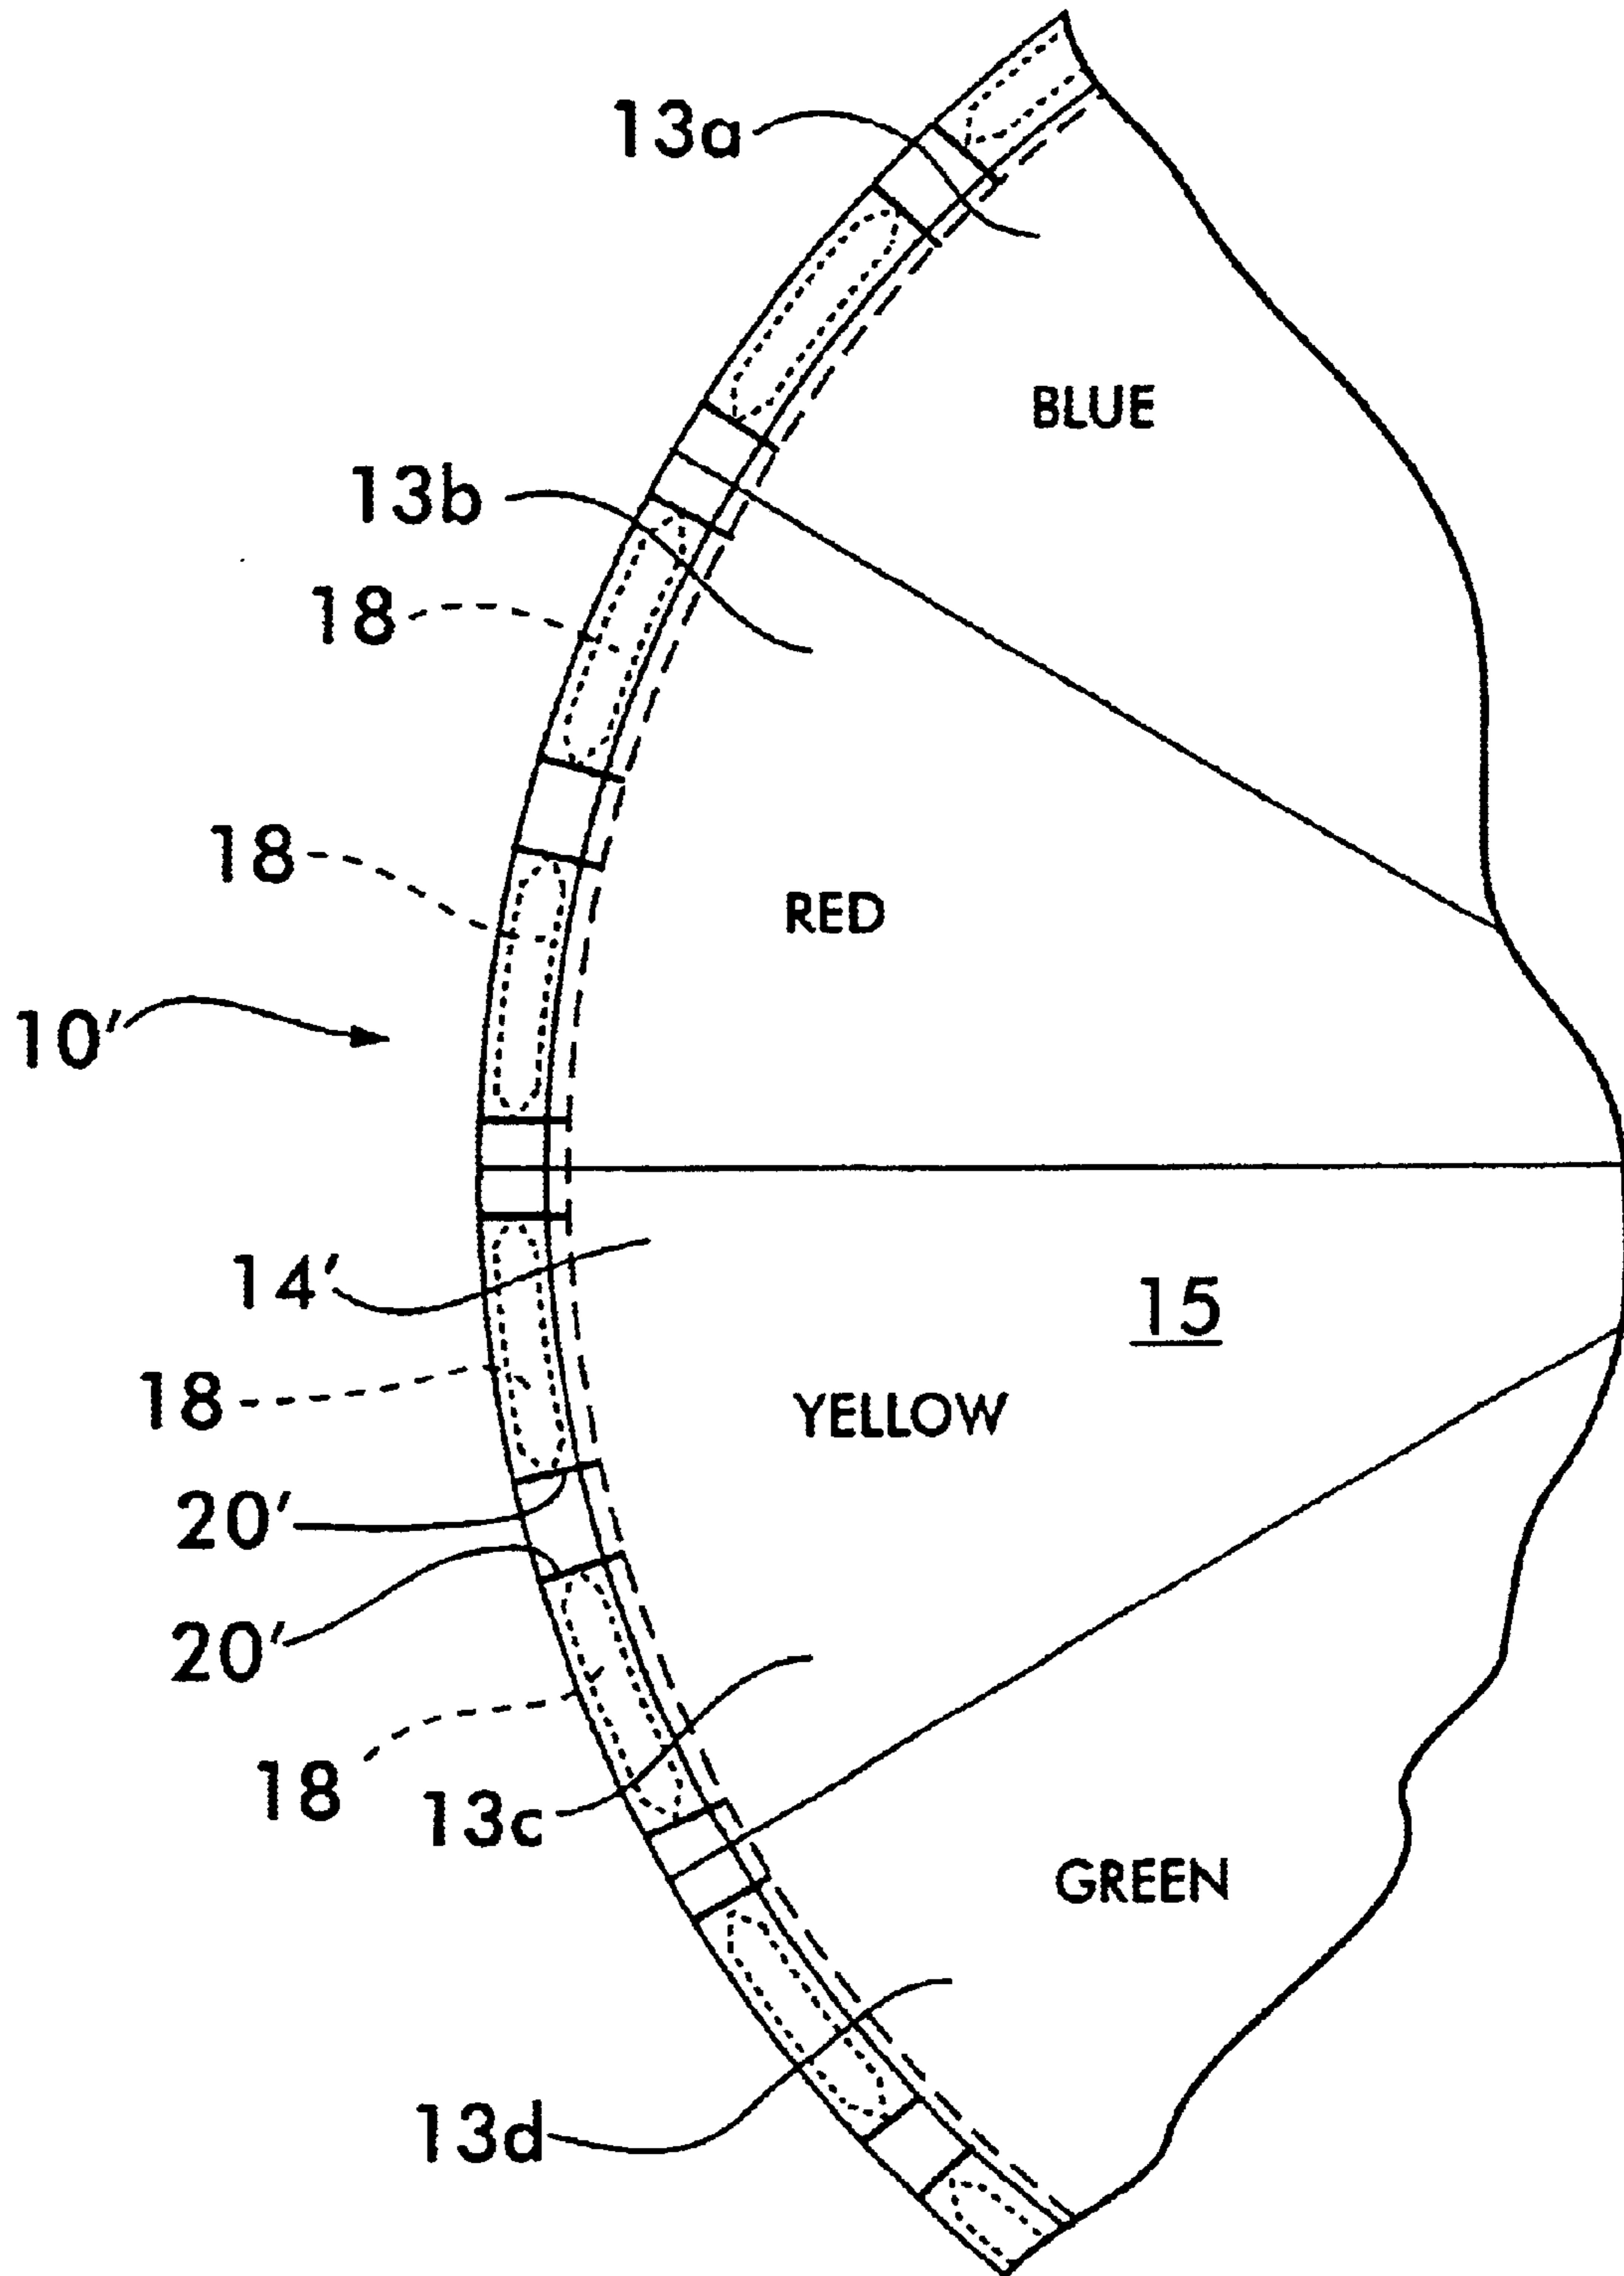 13a
BLUE
13b
18
18
RED
10′
14′
15
18
YELLOW
20′
20′
18
13c
GREEN
13d